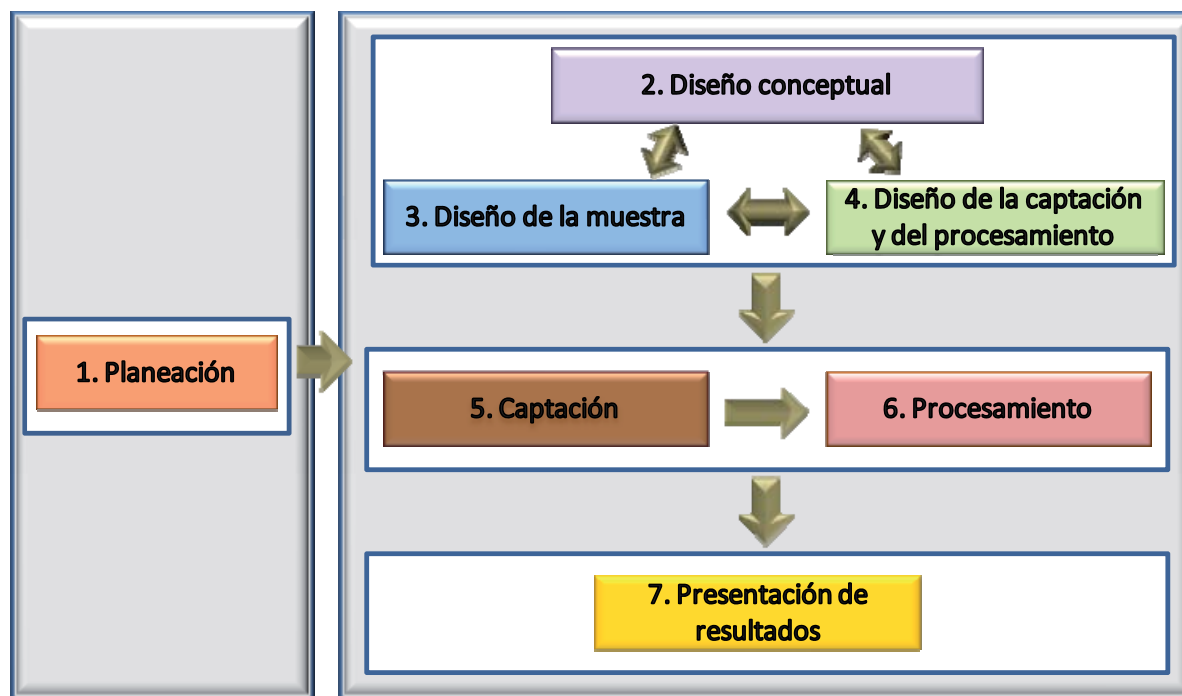 1. Planeación
2. Diseño conceptual
3. Diseño de la muestra
4. Diseño de la captación
y del procesamiento
5. Captación
6. Procesamiento
7. Presentación de
resultados